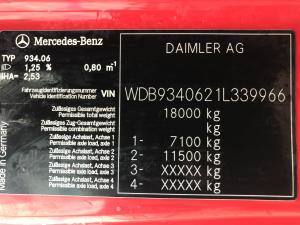 Mercedes-Benz
DAIMLER AG
TYP 934.06
1,25 % 0,80 m⁻¹
IHA= 2,53
Fahrzeugidentifizierungsnummer
Vehicle Identification Number VIN WDB9340621L339966
Zulässiges Gesamtgewicht
Permissible total weight 18000 kg
Zulässiges Zug-Gesamtgewicht kg
Permissible combination weight kg
Zulässige Achslast, Achse 1
Permissible axle load, axle 1 1- 7100 kg
Zulässige Achslast, Achse 2
Permissible axle load, axle 2 2- 11500 kg
Zulässige Achslast, Achse 3
Permissible axle load, axle 3 3- XXXXX kg
Zulässige Achslast, Achse 4
Permissible axle load, axle 4 4- XXXXX kg
Made in Germany